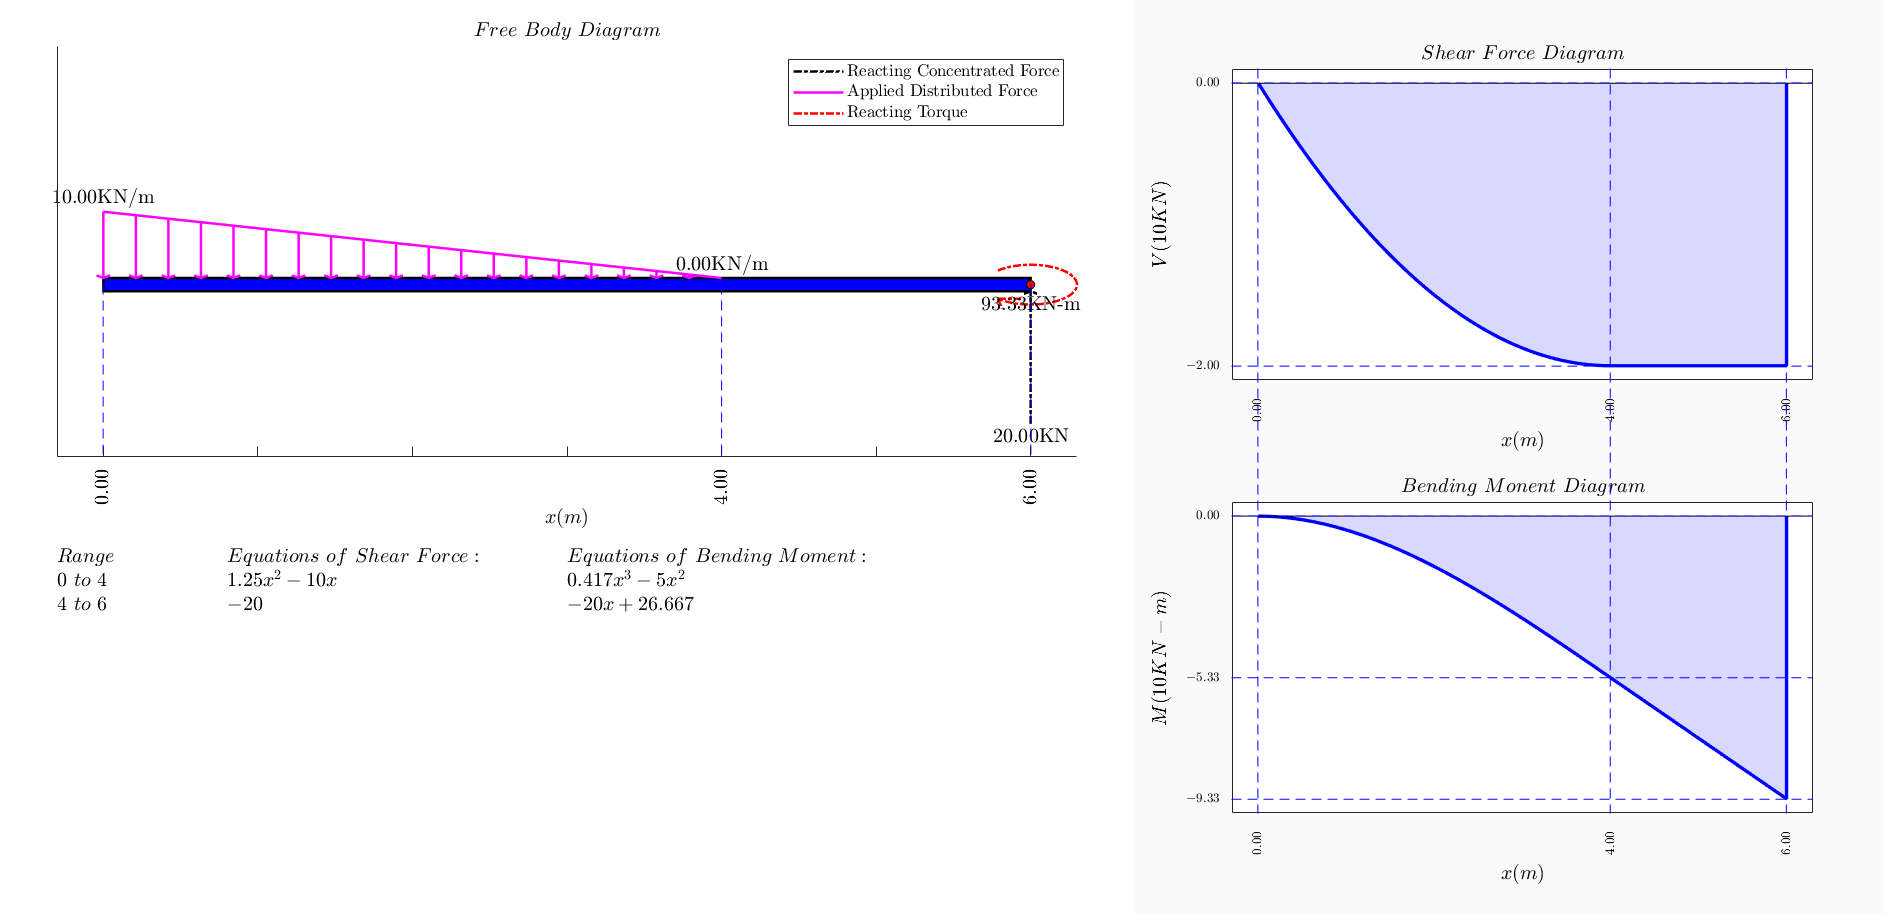 Free Body Diagram
Reacting Concentrated Force
Applied Distributed Force
Reacting Torque
10.00KN/m
0.00KN/m
93.33KN-m
20.00KN
0.00
4.00
6.00
x(m)
Range Equations of Shear Force : Equations of Bending Moment :
0 to 4 1.25x² − 10x 0.417x³ − 5x²
4 to 6 −20 −20x + 26.667
Shear Force Diagram
0.00
−2.00
V(10KN)
0.00
4.00
6.00
x(m)
Bending Monent Diagram
0.00
−5.33
−9.33
M(10KN − m)
0.00
4.00
6.00
x(m)